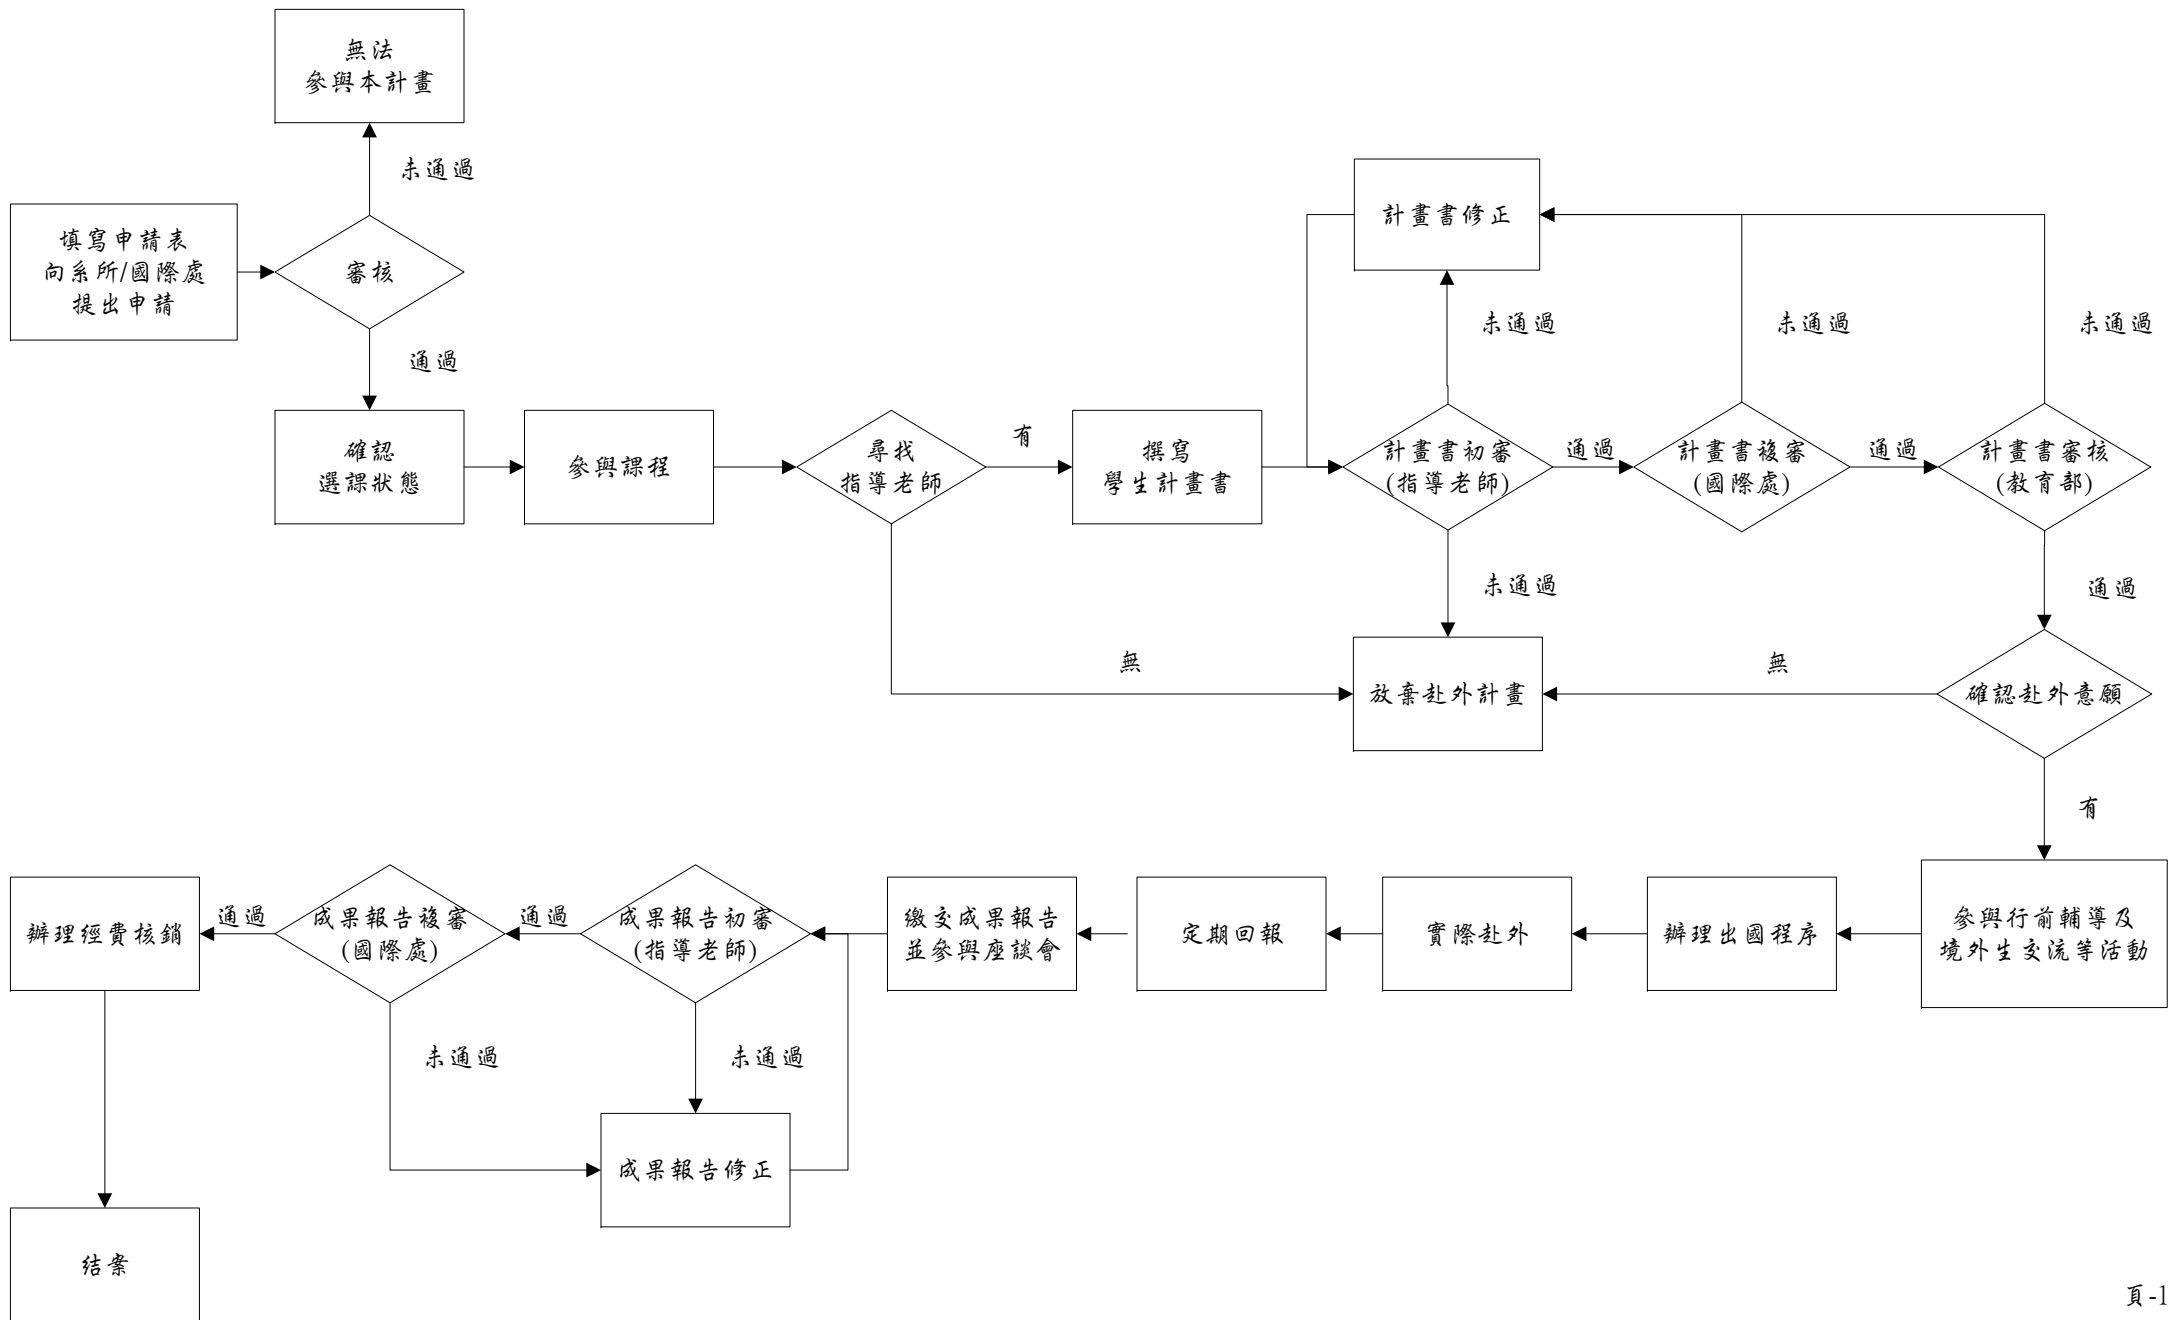 無法
參與本計畫
未通過
填寫申請表
向系所/國際處
提出申請
審核
通過
計畫書修正
未通過
未通過
未通過
確認
選課狀態
參與課程
尋找
指導老師
有
撰寫
學生計畫書
計畫書初審
(指導老師)
通過
計畫書複審
(國際處)
通過
計畫書審核
(教育部)
未通過
通過
無
放棄赴外計畫
無
確認赴外意願
有
辦理經費核銷
通過
成果報告複審
(國際處)
通過
成果報告初審
(指導老師)
繳交成果報告
並參與座談會
定期回報
實際赴外
辦理出國程序
參與行前輔導及
境外生交流等活動
未通過
未通過
成果報告修正
結案
頁-1